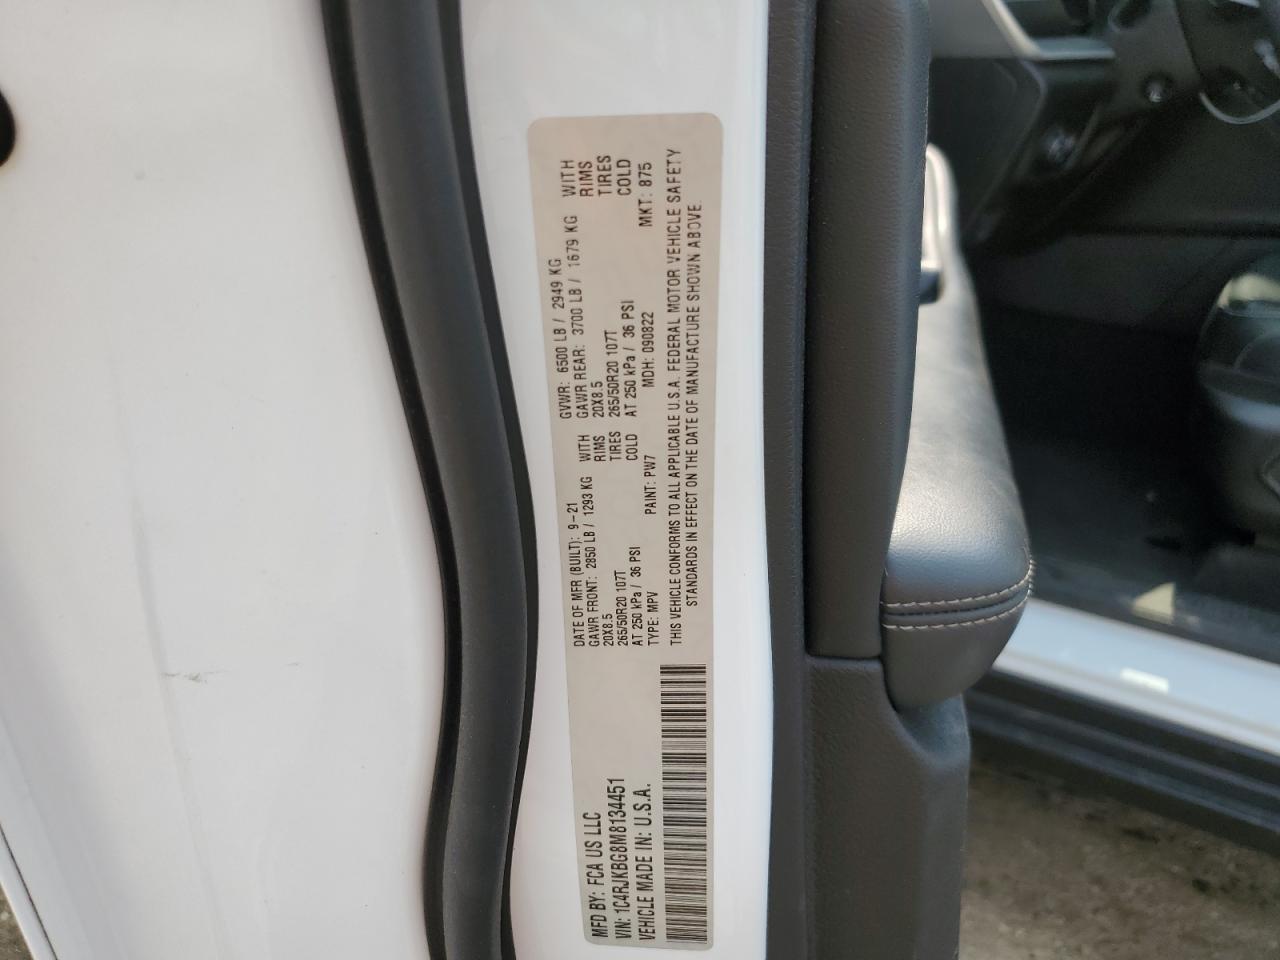 MFD BY: FCA US LLC
VIN: 1C4RJKBG8M8134451
VEHICLE MADE IN: U.S.A.
DATE OF MFR (BUILT): 9-21
GAWR FRONT: 2850 LB / 1293 KG WITH
20X8.5 RIMS
265/50R20 107T TIRES
AT 250 kPa / 36 PSI COLD
TYPE: MPV PAINT: PW7
GVWR: 6500 LB / 2949 KG
GAWR REAR: 3700 LB / 1679 KG WITH
20X8.5 RIMS
265/50R20 107T TIRES
AT 250 kPa / 36 PSI COLD
MDH: 090822 MKT: 875
THIS VEHICLE CONFORMS TO ALL APPLICABLE U.S.A. FEDERAL MOTOR VEHICLE SAFETY
STANDARDS IN EFFECT ON THE DATE OF MANUFACTURE SHOWN ABOVE.